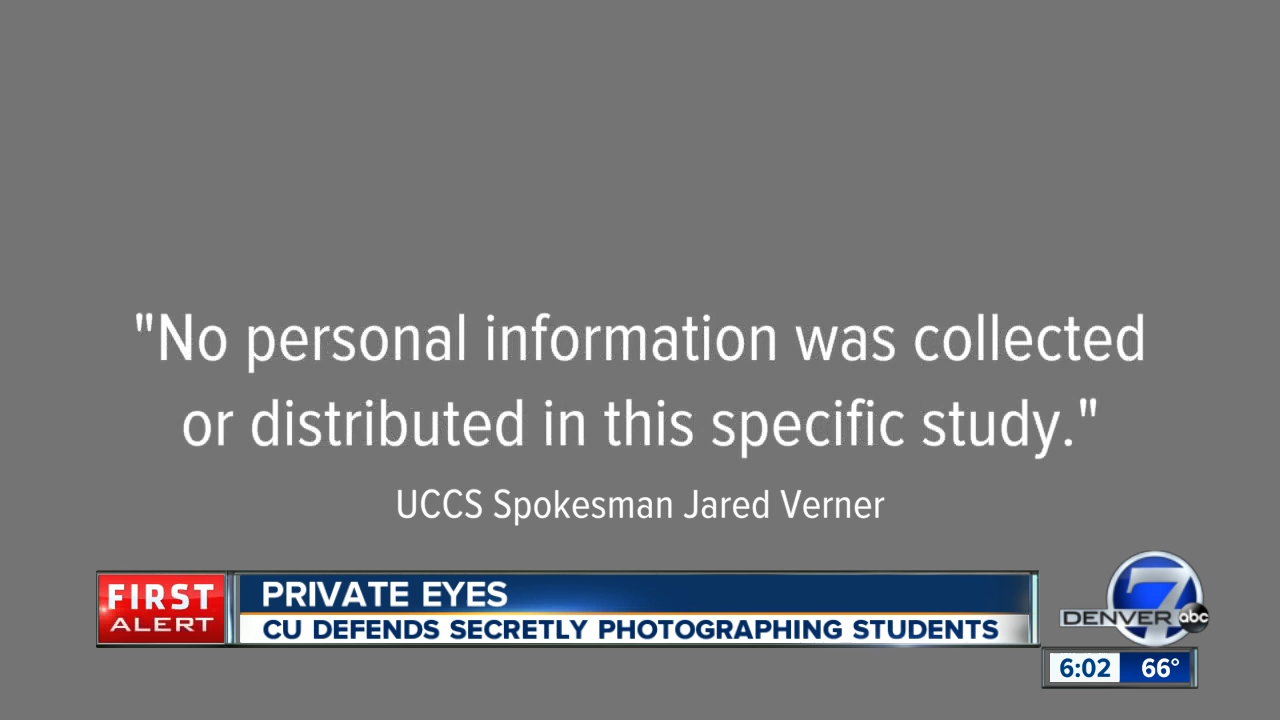 "No personal information was collected
or distributed in this specific study."
UCCS Spokesman Jared Verner
FIRST
ALERT
PRIVATE EYES
CU DEFENDS SECRETLY PHOTOGRAPHING STUDENTS
7
DENVER
abc
6:02 66°